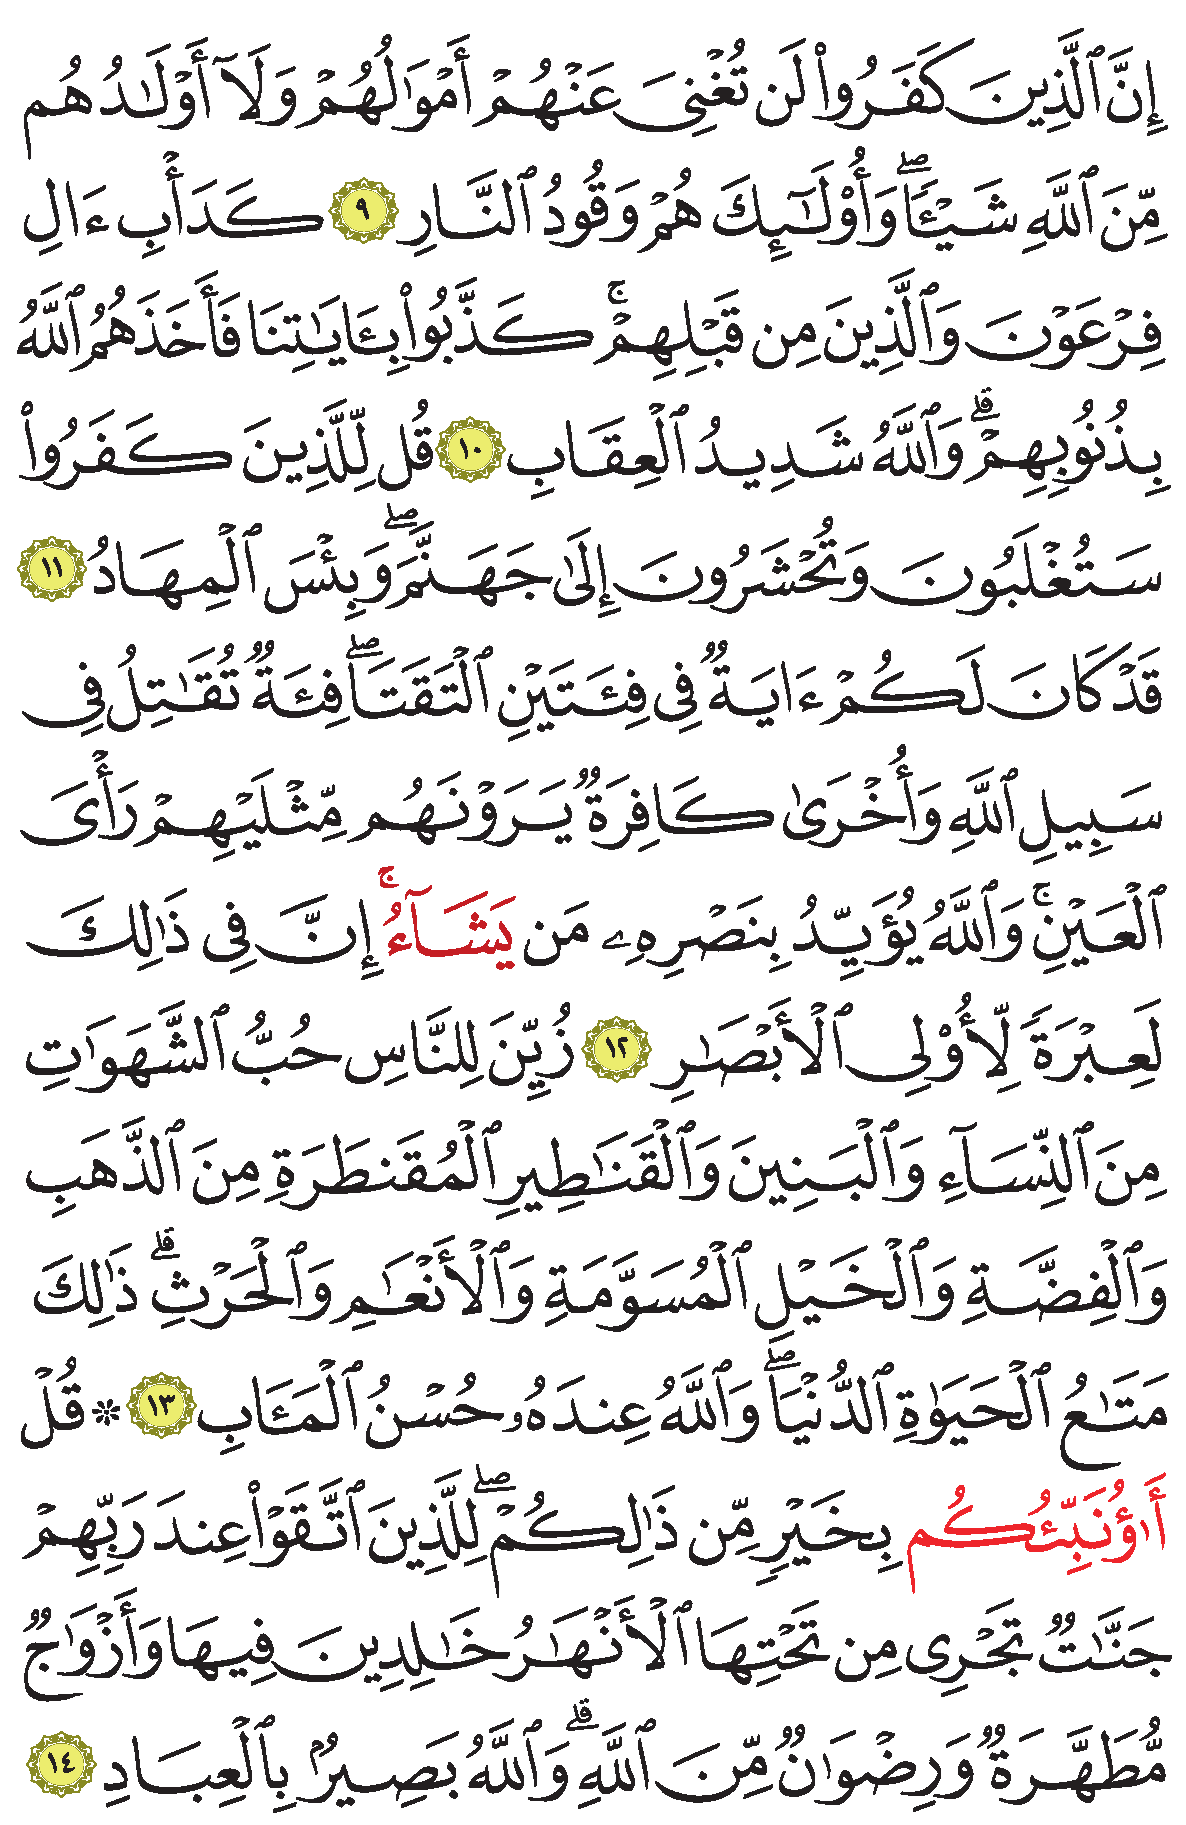 إِنَّ ٱلَّذِينَ كَفَرُواْ لَن تُغْنِىَ عَنْهُمْ أَمْوَٰلُهُمْ وَلَآ أَوْلَٰدُهُم
مِّنَ ٱللَّهِ شَيْـًٔاۖ وَأُوْلَٰٓئِكَ هُمْ وَقُودُ ٱلنَّارِ ٩ كَدَأْبِ ءَالِ
فِرْعَوْنَ وَٱلَّذِينَ مِن قَبْلِهِمْۚ كَذَّبُواْ بِـَٔايَٰتِنَا فَأَخَذَهُمُ ٱللَّهُ
بِذُنُوبِهِمْۗ وَٱللَّهُ شَدِيدُ ٱلْعِقَابِ ١٠ قُل لِّلَّذِينَ كَفَرُواْ
سَتُغْلَبُونَ وَتُحْشَرُونَ إِلَىٰ جَهَنَّمَۖ وَبِئْسَ ٱلْمِهَادُ ١١
قَدْ كَانَ لَكُمْ ءَايَةٌ فِى فِئَتَيْنِ ٱلْتَقَتَاۖ فِئَةٌ تُقَٰتِلُ فِى
سَبِيلِ ٱللَّهِ وَأُخْرَىٰ كَافِرَةٌ يَرَوْنَهُم مِّثْلَيْهِمْ رَأْىَ
ٱلْعَيْنِۚ وَٱللَّهُ يُؤَيِّدُ بِنَصْرِهِۦ مَن يَشَآءُۚ إِنَّ فِى ذَٰلِكَ
لَعِبْرَةً لِّأُوْلِى ٱلْأَبْصَٰرِ ١٢ زُيِّنَ لِلنَّاسِ حُبُّ ٱلشَّهَوَٰتِ
مِنَ ٱلنِّسَآءِ وَٱلْبَنِينَ وَٱلْقَنَٰطِيرِ ٱلْمُقَنطَرَةِ مِنَ ٱلذَّهَبِ
وَٱلْفِضَّةِ وَٱلْخَيْلِ ٱلْمُسَوَّمَةِ وَٱلْأَنْعَٰمِ وَٱلْحَرْثِۗ ذَٰلِكَ
مَتَٰعُ ٱلْحَيَوٰةِ ٱلدُّنْيَاۖ وَٱللَّهُ عِندَهُۥ حُسْنُ ٱلْمَـَٔابِ ١٣ ۞ قُلْ
أَؤُنَبِّئُكُم بِخَيْرٍ مِّن ذَٰلِكُمْۖ لِلَّذِينَ ٱتَّقَوْاْ عِندَ رَبِّهِمْ
جَنَّٰتٌ تَجْرِى مِن تَحْتِهَا ٱلْأَنْهَٰرُ خَٰلِدِينَ فِيهَا وَأَزْوَٰجٌ
مُّطَهَّرَةٌ وَرِضْوَٰنٌ مِّنَ ٱللَّهِۗ وَٱللَّهُ بَصِيرٌۢ بِٱلْعِبَادِ ١٤